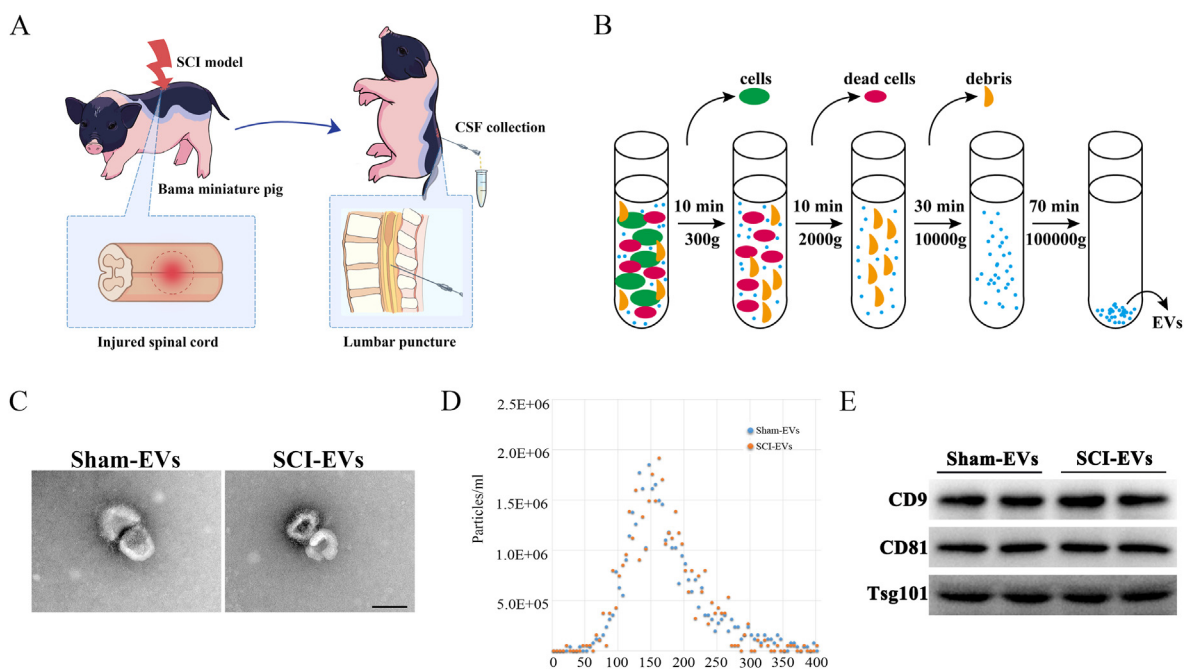 A
SCI model
CSF collection
Bama miniature pig
Injured spinal cord
Lumbar puncture
B
cells
dead cells
debris
10 min
300g
10 min
2000g
30 min
10000g
70 min
100000g
EVs
C
Sham-EVs
SCI-EVs
D
Particles/ml
2.5E+06
2.0E+06
1.5E+06
1.0E+06
5.0E+05
Sham-EVs
SCI-EVs
0 50 100 150 200 250 300 350 400
E
Sham-EVs
SCI-EVs
CD9
CD81
Tsg101